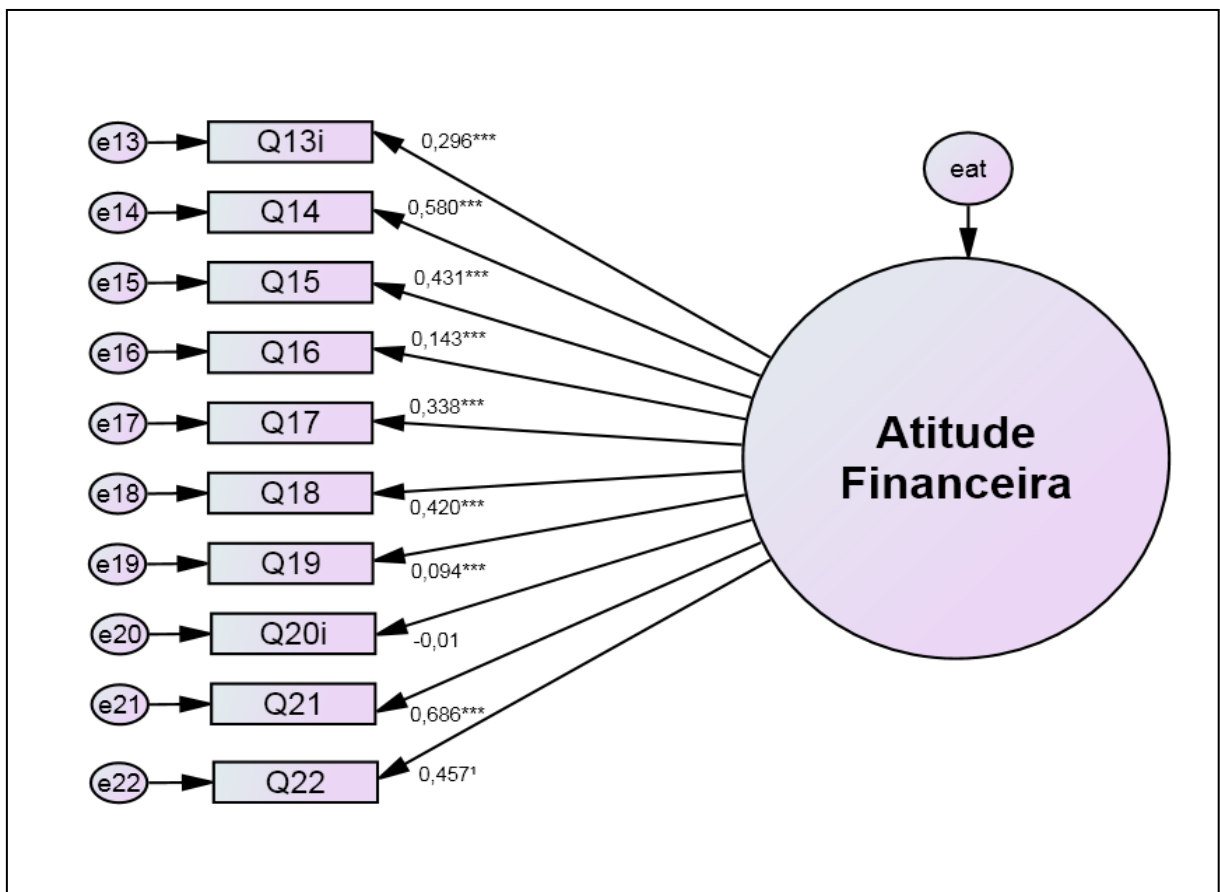 e13
Q13i
0,296***
eat
e14
Q14
0,580***
e15
Q15
0,431***
e16
Q16
0,143***
e17
Q17
0,338***
Atitude
Financeira
e18
Q18
0,420***
e19
Q19
0,094***
e20
Q20i
-0,01
e21
Q21
0,686***
e22
Q22
0,457¹